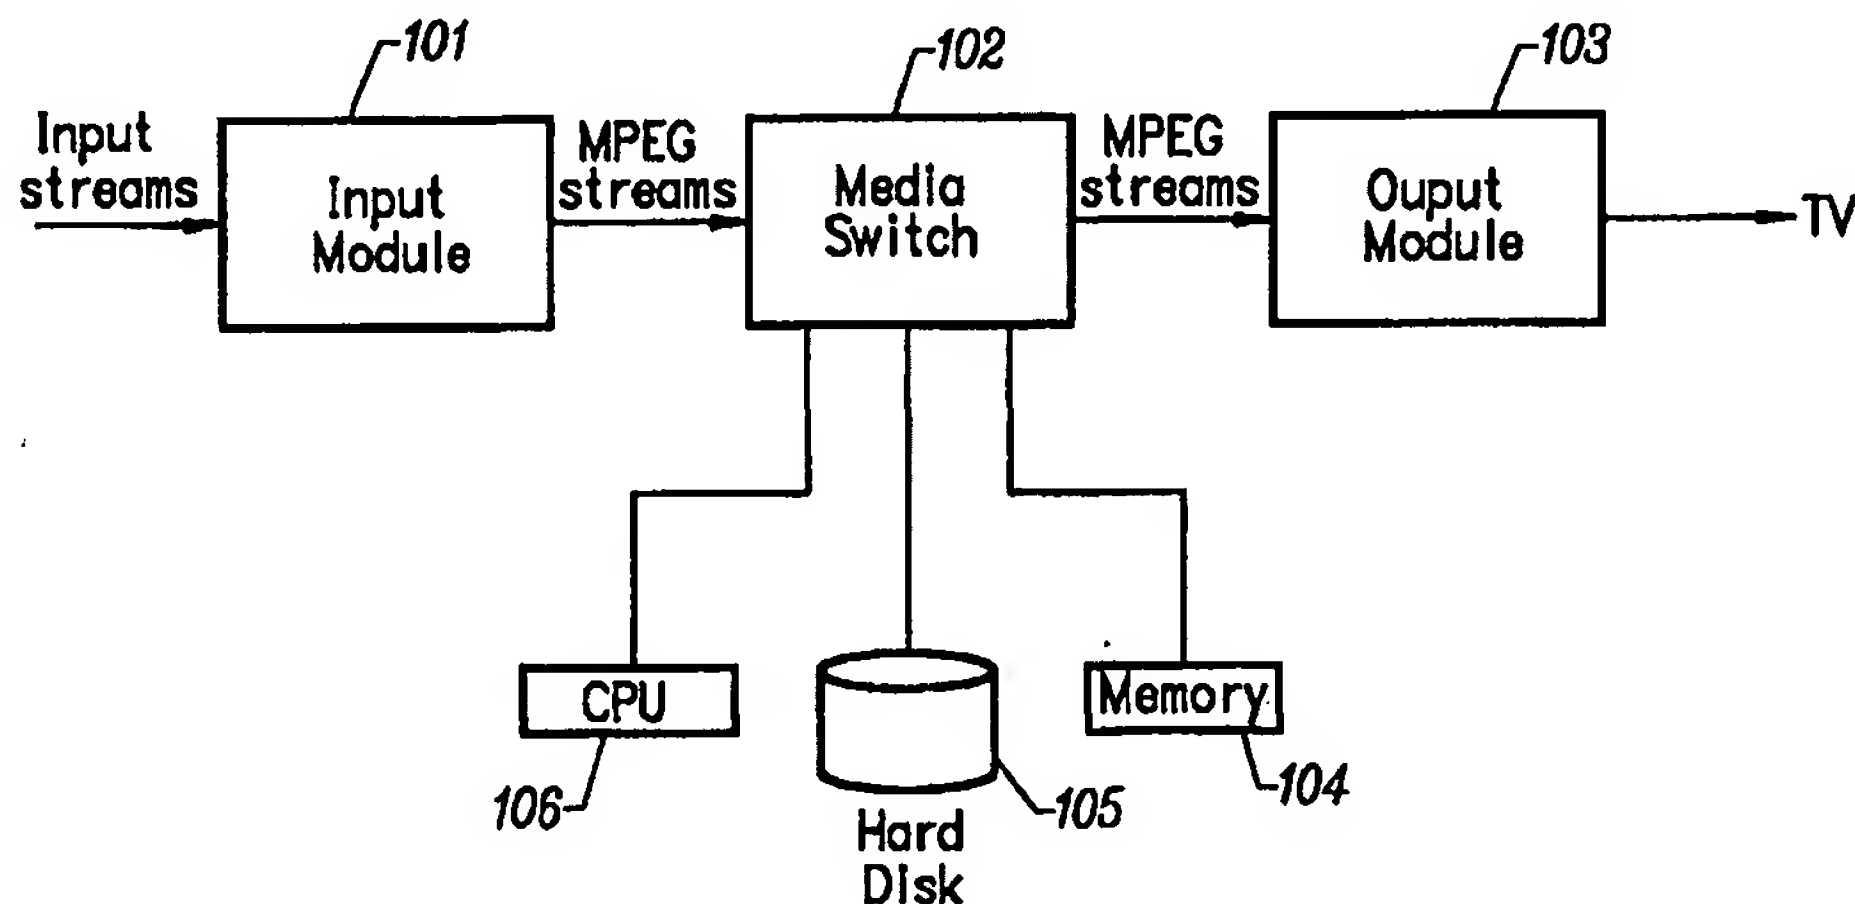 101
102
103
Input
streams
Input
Module
MPEG
streams
Media
Switch
MPEG
streams
Ouput
Module
TV
CPU
Memory
106
105
104
Hard
Disk